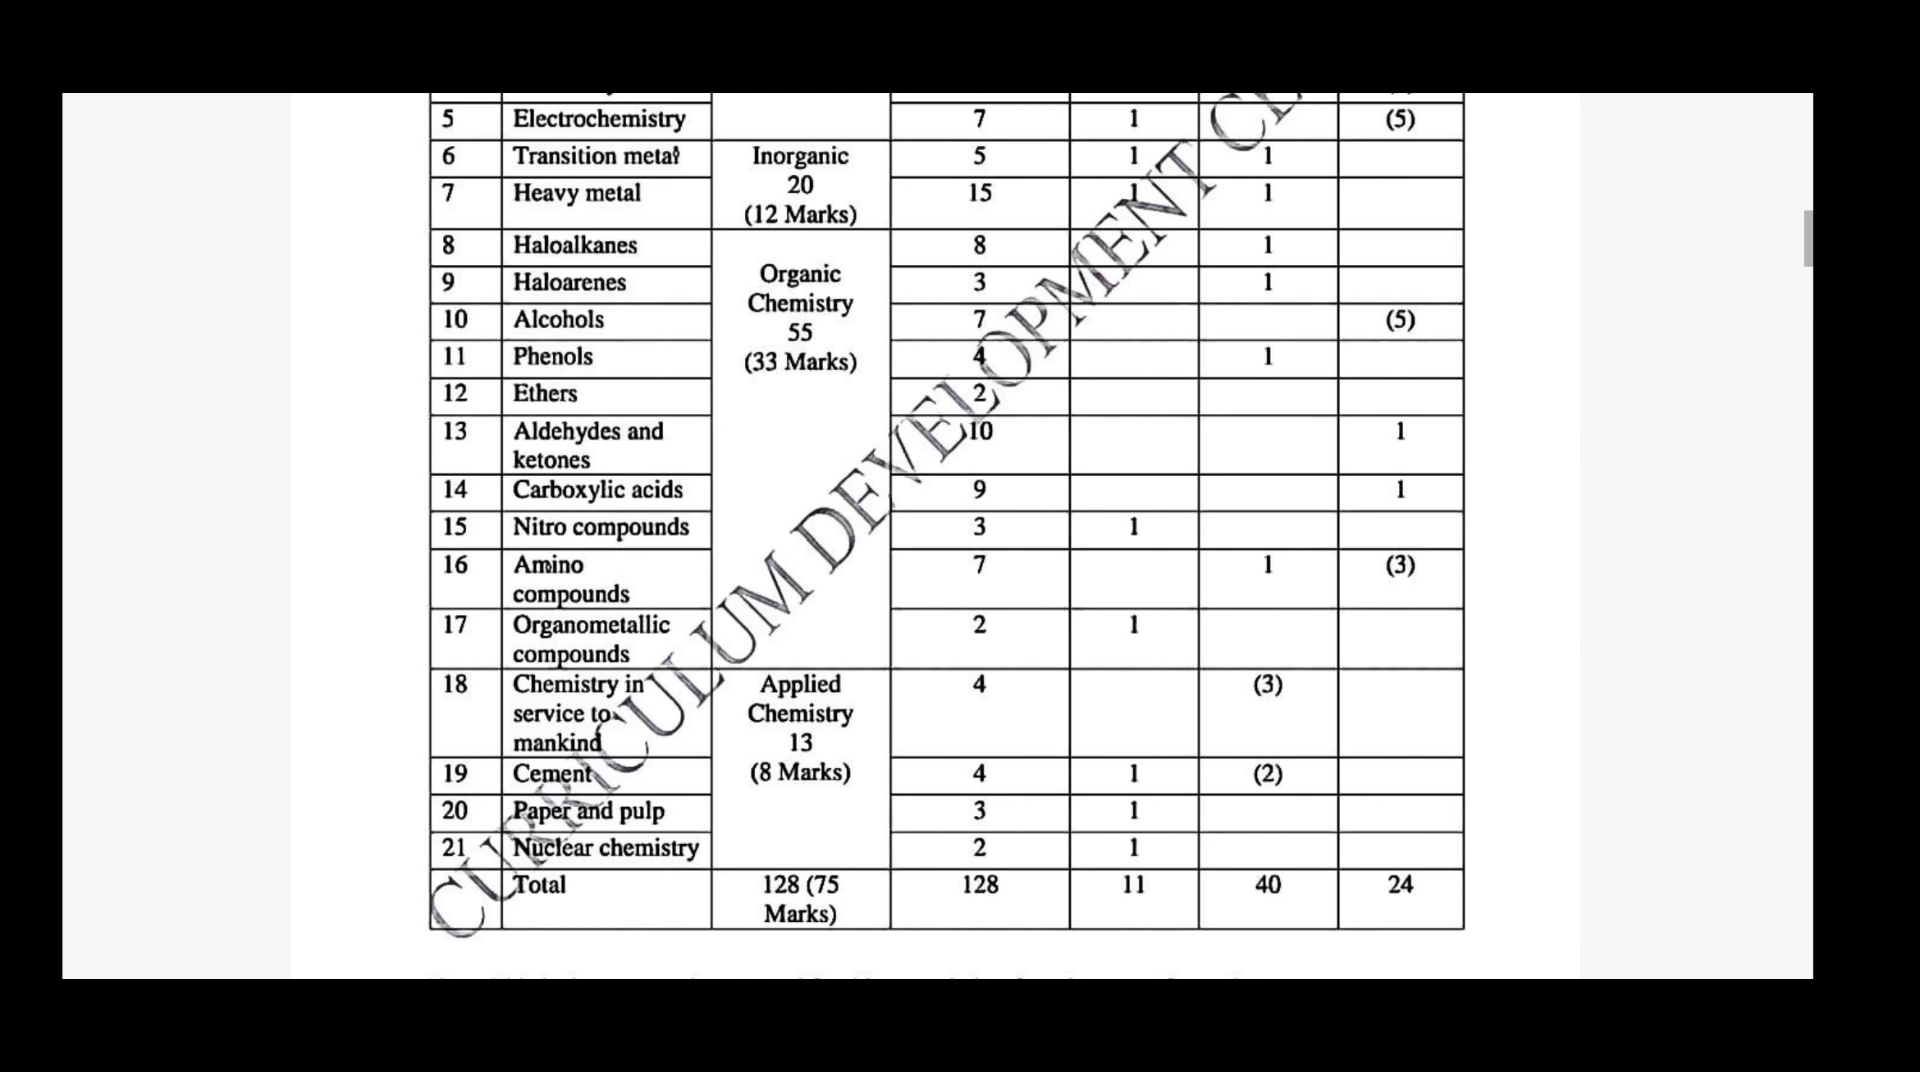 5 Electrochemistry 7 1 (5)
6 Transition metal Inorganic 5 1 1
20
7 Heavy metal 15 1 1
(12 Marks)
8 Haloalkanes 8 1
Organic
9 Haloarenes 3 1
Chemistry
10 Alcohols 7 (5)
55
11 Phenols (33 Marks) 4 1
12 Ethers 2
13 Aldehydes and 10 1
ketones
14 Carboxylic acids 9 1
15 Nitro compounds 3 1
16 Amino 7 1 (3)
compounds
17 Organometallic 2 1
compounds
18 Chemistry in Applied 4 (3)
service to Chemistry
mankind 13
19 Cement (8 Marks) 4 1 (2)
20 Paper and pulp 3 1
21 Nuclear chemistry 2 1
Total 128 (75 128 11 40 24
Marks)
CURRICULUM DEVELOPMENT